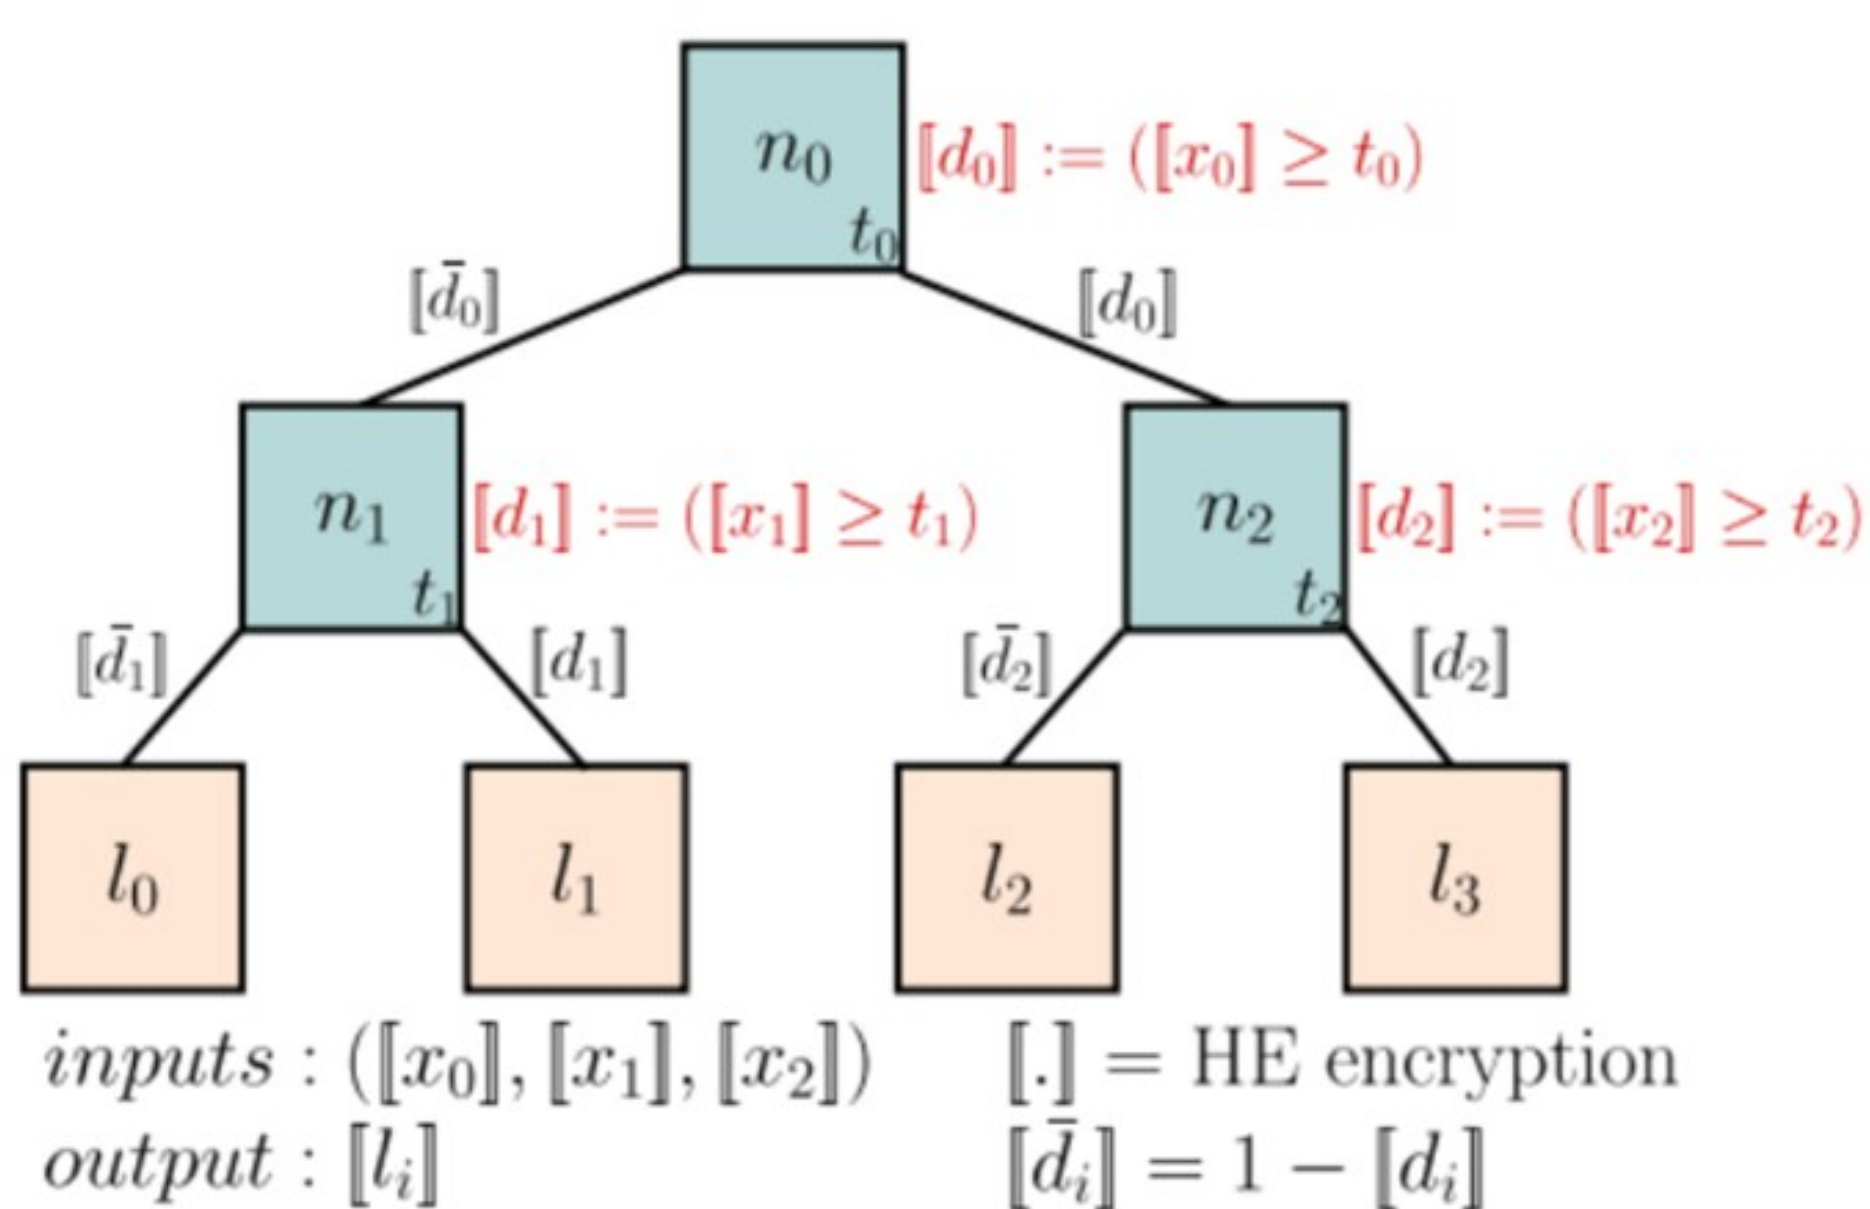 n₀
t₀
⟦d₀⟧ := (⟦x₀⟧ ≥ t₀)
⟦d̄₀⟧
⟦d₀⟧
n₁
t₁
⟦d₁⟧ := (⟦x₁⟧ ≥ t₁)
n₂
t₂
⟦d₂⟧ := (⟦x₂⟧ ≥ t₂)
⟦d̄₁⟧
⟦d₁⟧
⟦d̄₂⟧
⟦d₂⟧
l₀
l₁
l₂
l₃
inputs : (⟦x₀⟧, ⟦x₁⟧, ⟦x₂⟧)
output : ⟦lᵢ⟧
⟦.⟧ = HE encryption
⟦d̄ᵢ⟧ = 1 − ⟦dᵢ⟧